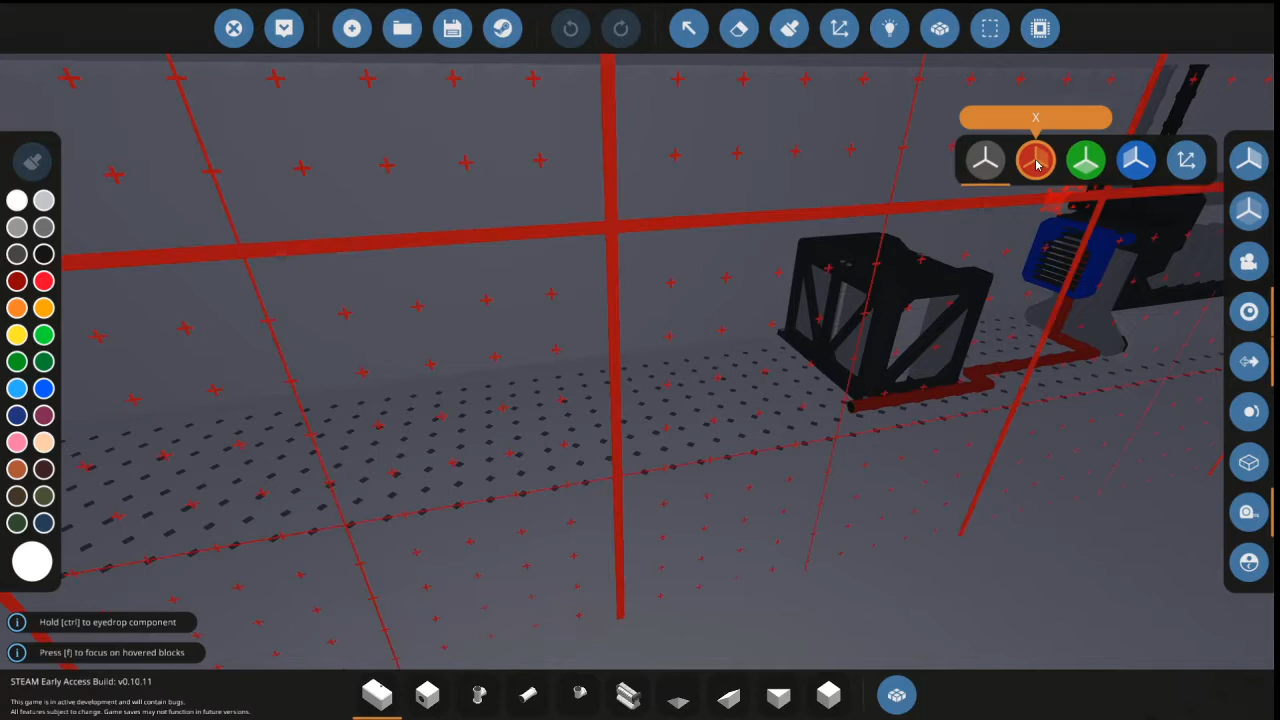 X
Hold [ctrl] to eyedrop component
Press [f] to focus on hovered blocks
STEAM Early Access Build: v0.10.11
This game is in active development and will contain bugs.
All features subject to change. Game saves may not function in future versions.